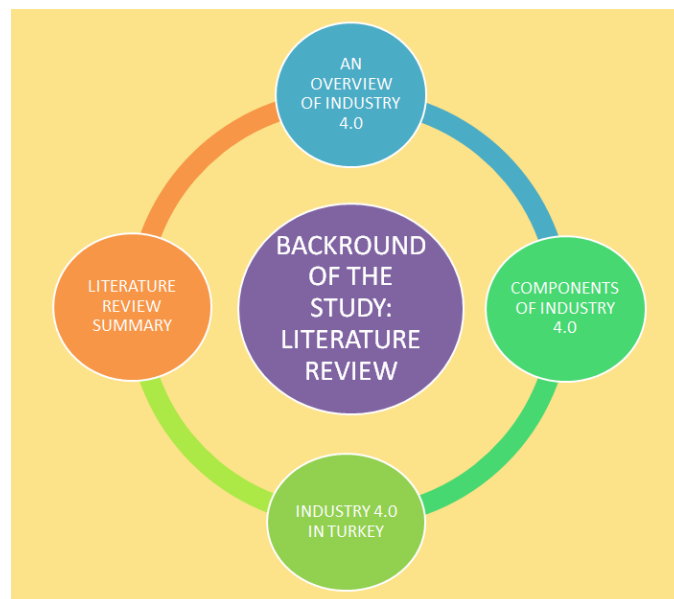 AN
OVERVIEW
OF INDUSTRY
4.0
BACKROUND
OF THE
STUDY:
LITERATURE
REVIEW
LITERATURE
REVIEW
SUMMARY
COMPONENTS
OF INDUSTRY
4.0
INDUSTRY 4.0
IN TURKEY